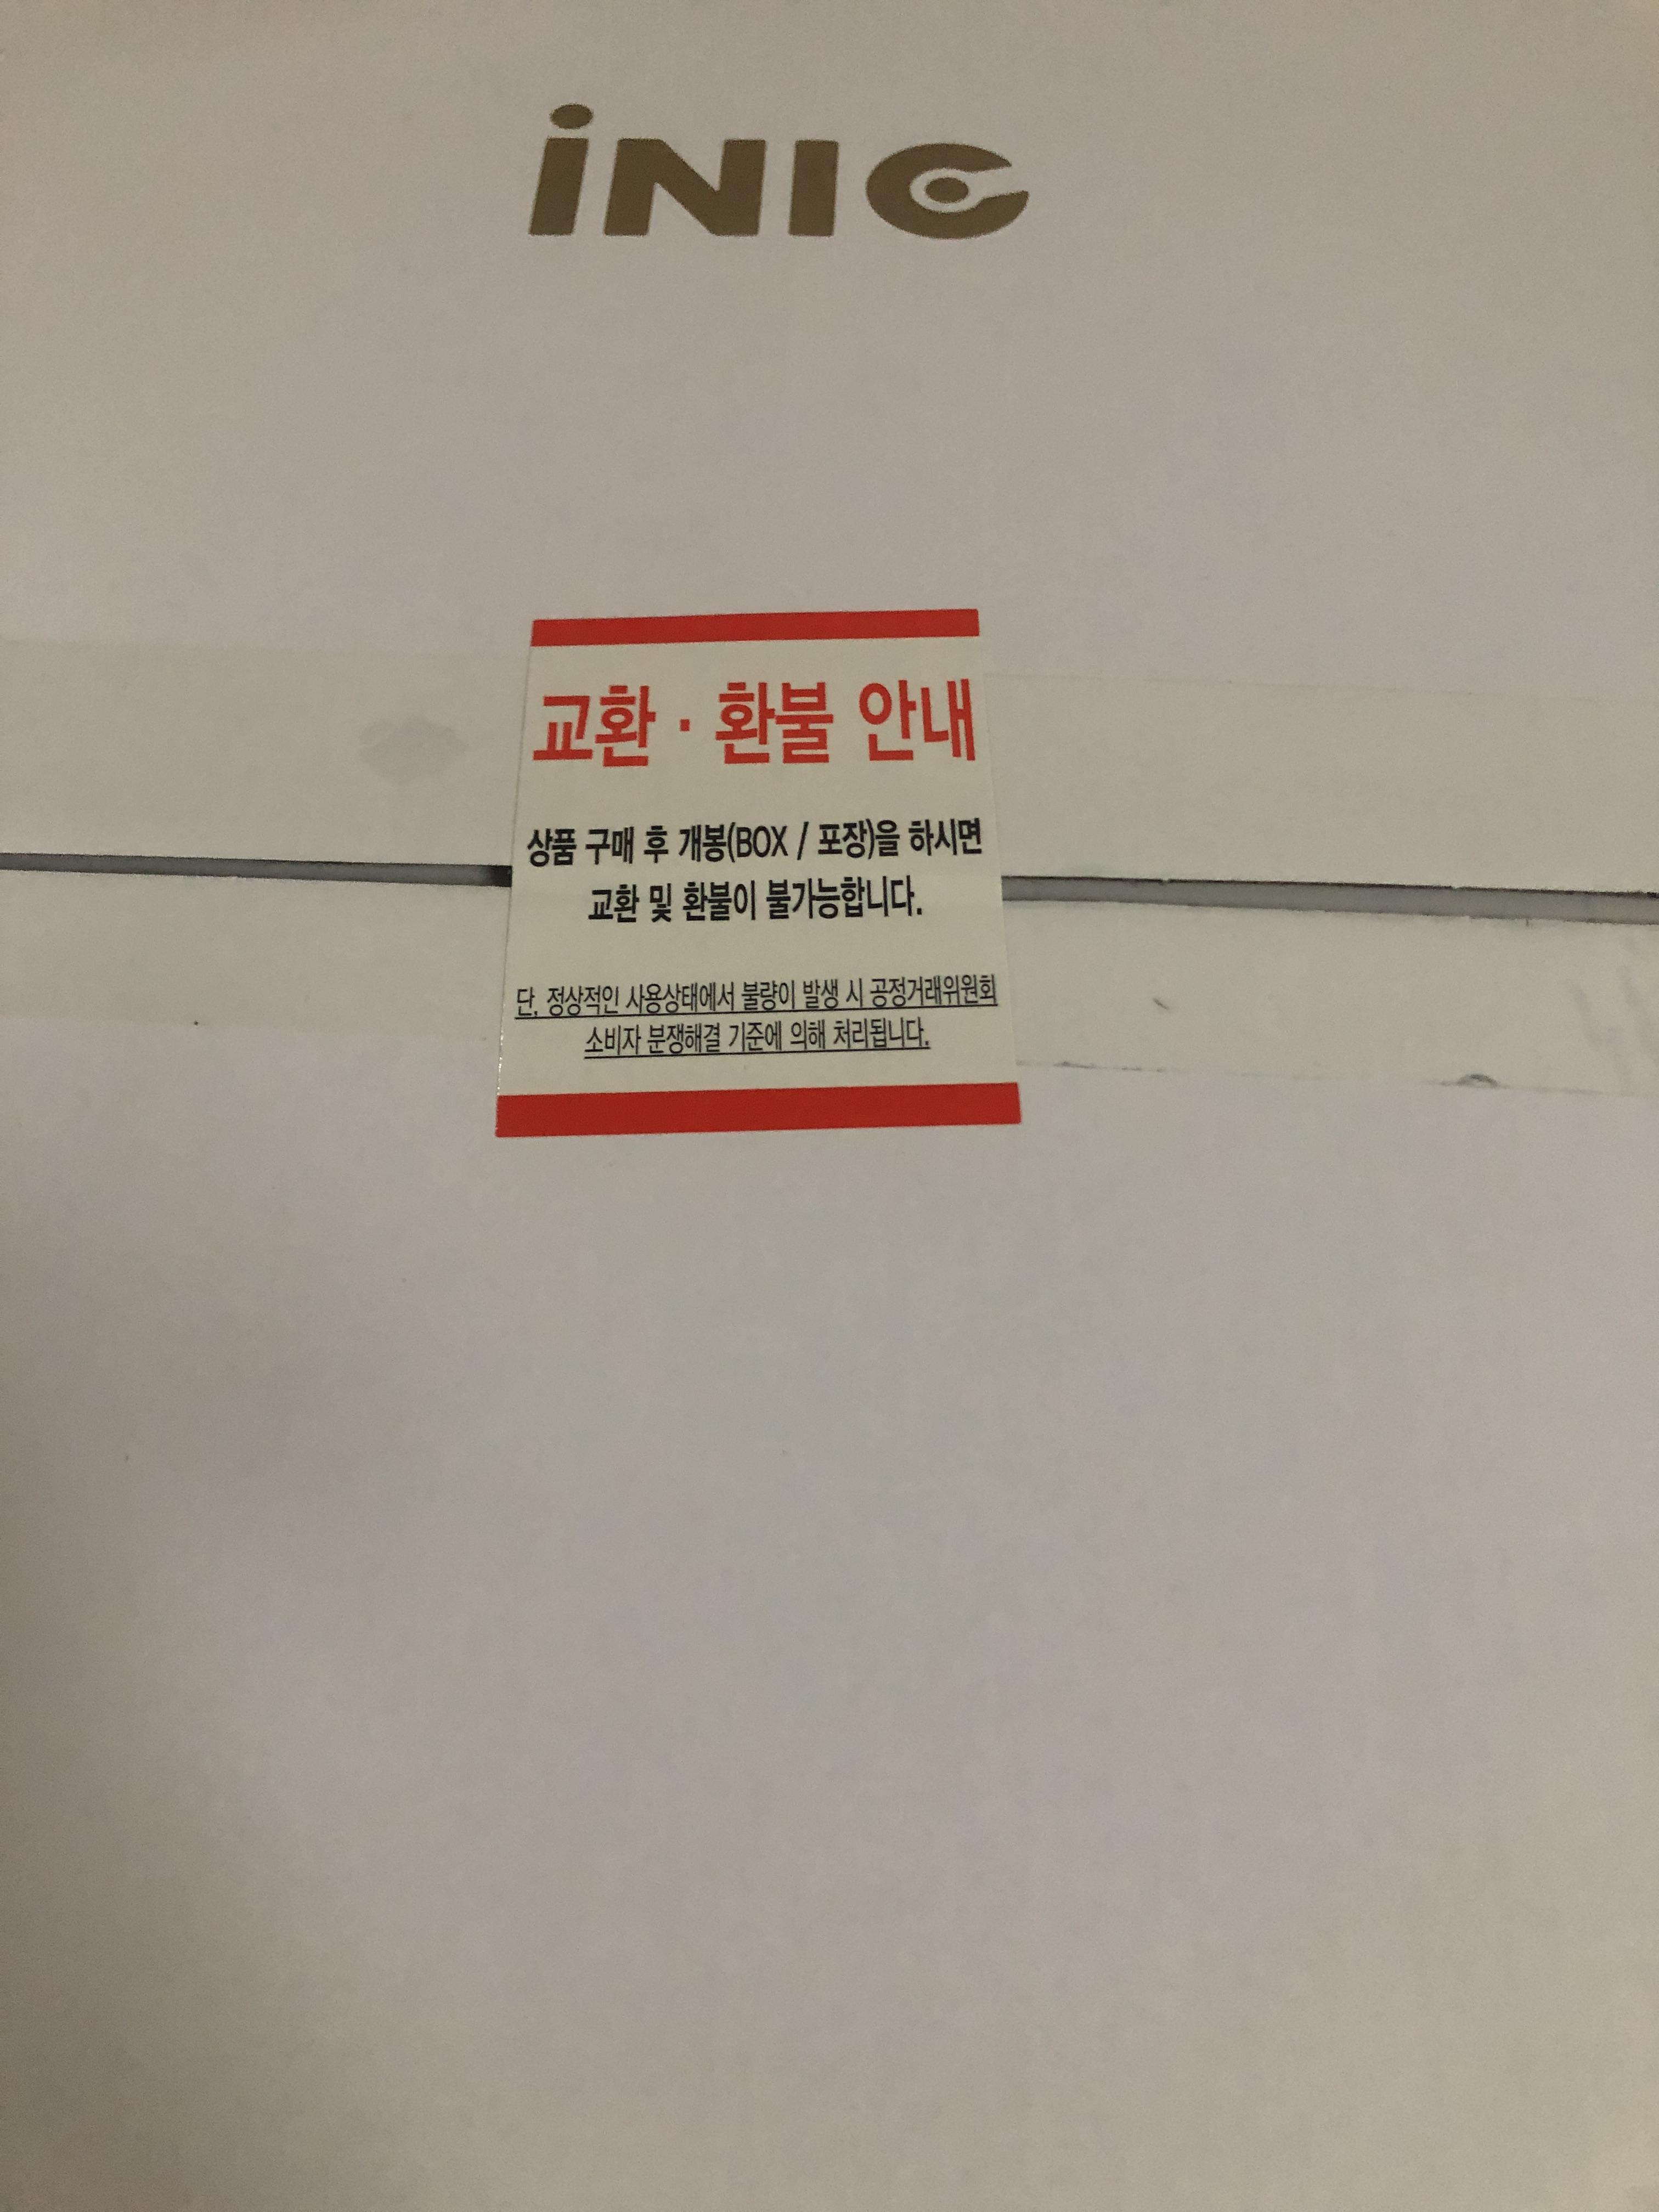 iNIC
교환 · 환불 안내
상품 구매 후 개봉(BOX / 포장)을 하시면
교환 및 환불이 불가능합니다.
단, 정상적인 사용상태에서 불량이 발생 시 공정거래위원회
소비자 분쟁해결 기준에 의해 처리됩니다.